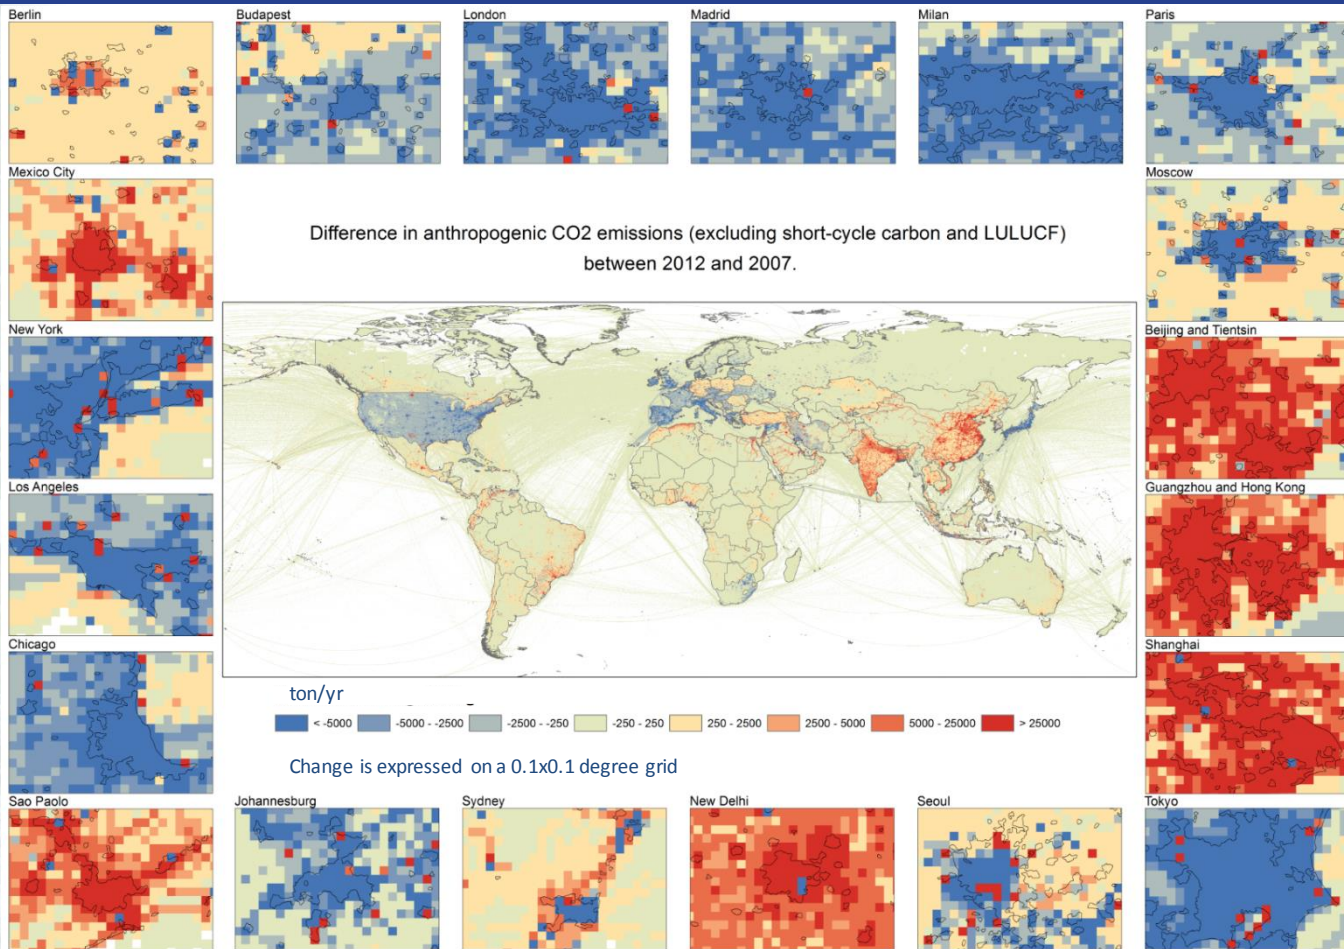 Berlin
Budapest
London
Madrid
Milan
Paris
Mexico City
Moscow
Difference in anthropogenic CO2 emissions (excluding short-cycle carbon and LULUCF)
between 2012 and 2007.
New York
Beijing and Tientsin
Los Angeles
Guangzhou and Hong Kong
Chicago
Shanghai
ton/yr
< -5000
-5000 - -2500
-2500 - -250
-250 - 250
250 - 2500
2500 - 5000
5000 - 25000
> 25000
Change is expressed on a 0.1x0.1 degree grid
Sao Paolo
Johannesburg
Sydney
New Delhi
Seoul
Tokyo